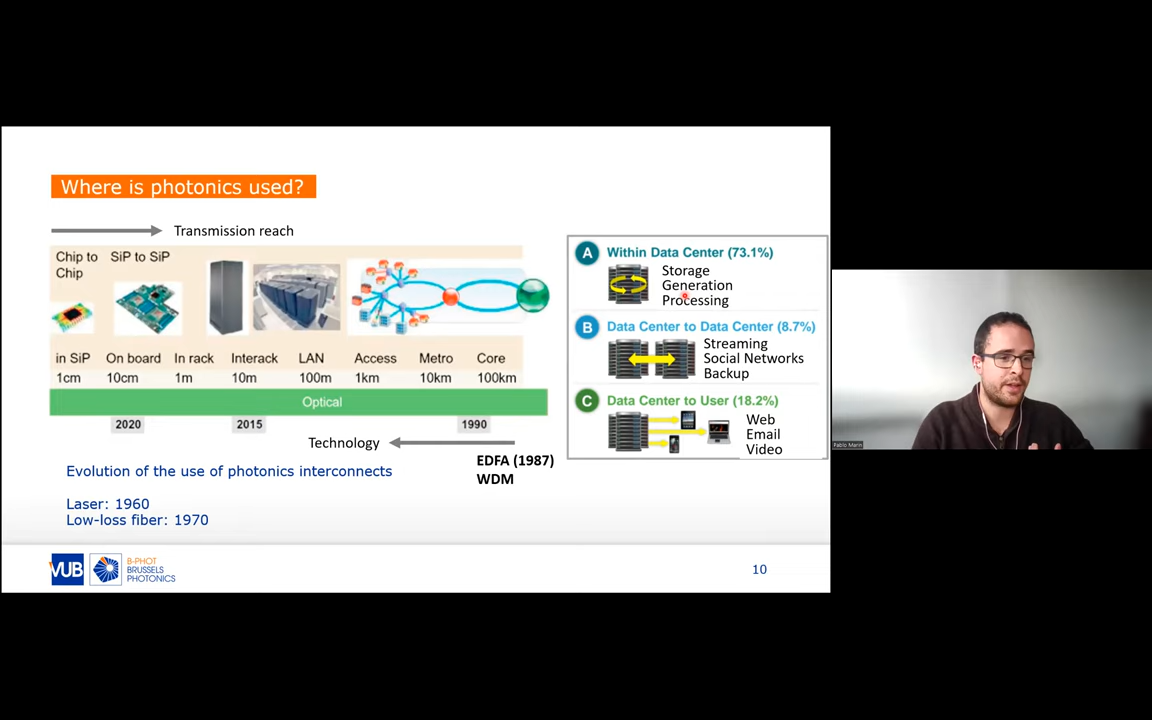 Where is photonics used?
Transmission reach
Chip to Chip
SiP to SiP
in SiP On board In rack Interack LAN Access Metro Core
1cm 10cm 1m 10m 100m 1km 10km 100km
Optical
2020 2015 1990
Technology
EDFA (1987)
WDM
Evolution of the use of photonics interconnects
Laser: 1960
Low-loss fiber: 1970
A Within Data Center (73.1%)
Storage
Generation
Processing
B Data Center to Data Center (8.7%)
Streaming
Social Networks
Backup
C Data Center to User (18.2%)
Web
Email
Video
VUB
B-PHOT
BRUSSELS
PHOTONICS
10
Pablo Marin